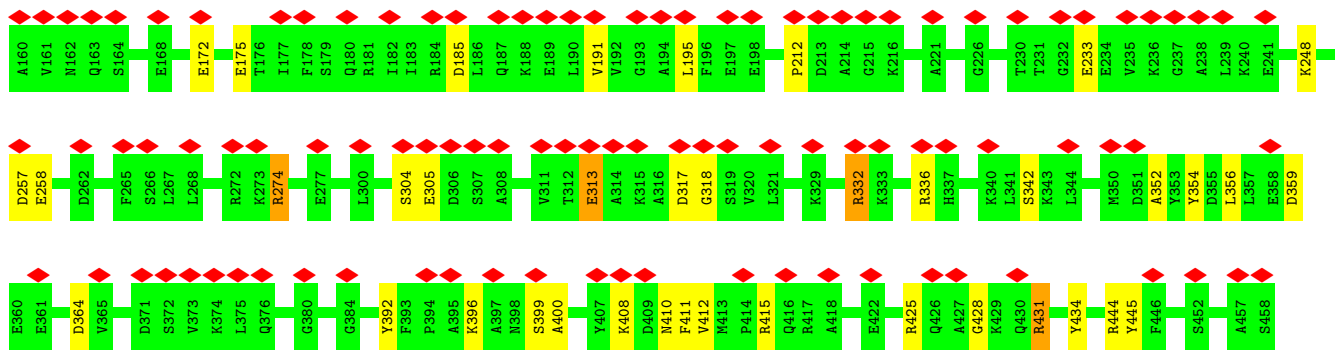 A160 V161 N162 Q163 S164 E168 E172 E175 T176 I177 F178 S179 Q180 R181 I182 I183 R184 D185 L186 Q187 K188 E189 L190 V191 V192 G193 A194 L195 F196 E197 E198 P212 D213 A214 G215 K216 A221 G226 T230 T231 G232 E233 E234 V235 K236 G237 A238 L239 K240 E241 K248
D257 E258 D262 F265 S266 L267 L268 R272 K273 R274 E277 L300 S304 E305 D306 S307 A308 V311 T312 E313 A314 K315 A316 D317 G318 S319 V320 L321 K329 R332 K333 R336 H337 K340 L341 S342 K343 L344 M350 D351 A352 Y353 Y354 D355 L356 L357 E358 D359
E360 E361 D364 V365 D371 S372 V373 K374 L375 Q376 G380 G384 Y392 F393 P394 A395 K396 A397 N398 S399 A400 Y407 K408 D409 N410 F411 V412 M413 P414 R415 Q416 R417 A418 E422 R425 Q426 A427 G428 K429 Q430 R431 Y434 R444 Y445 F446 S452 A457 S458